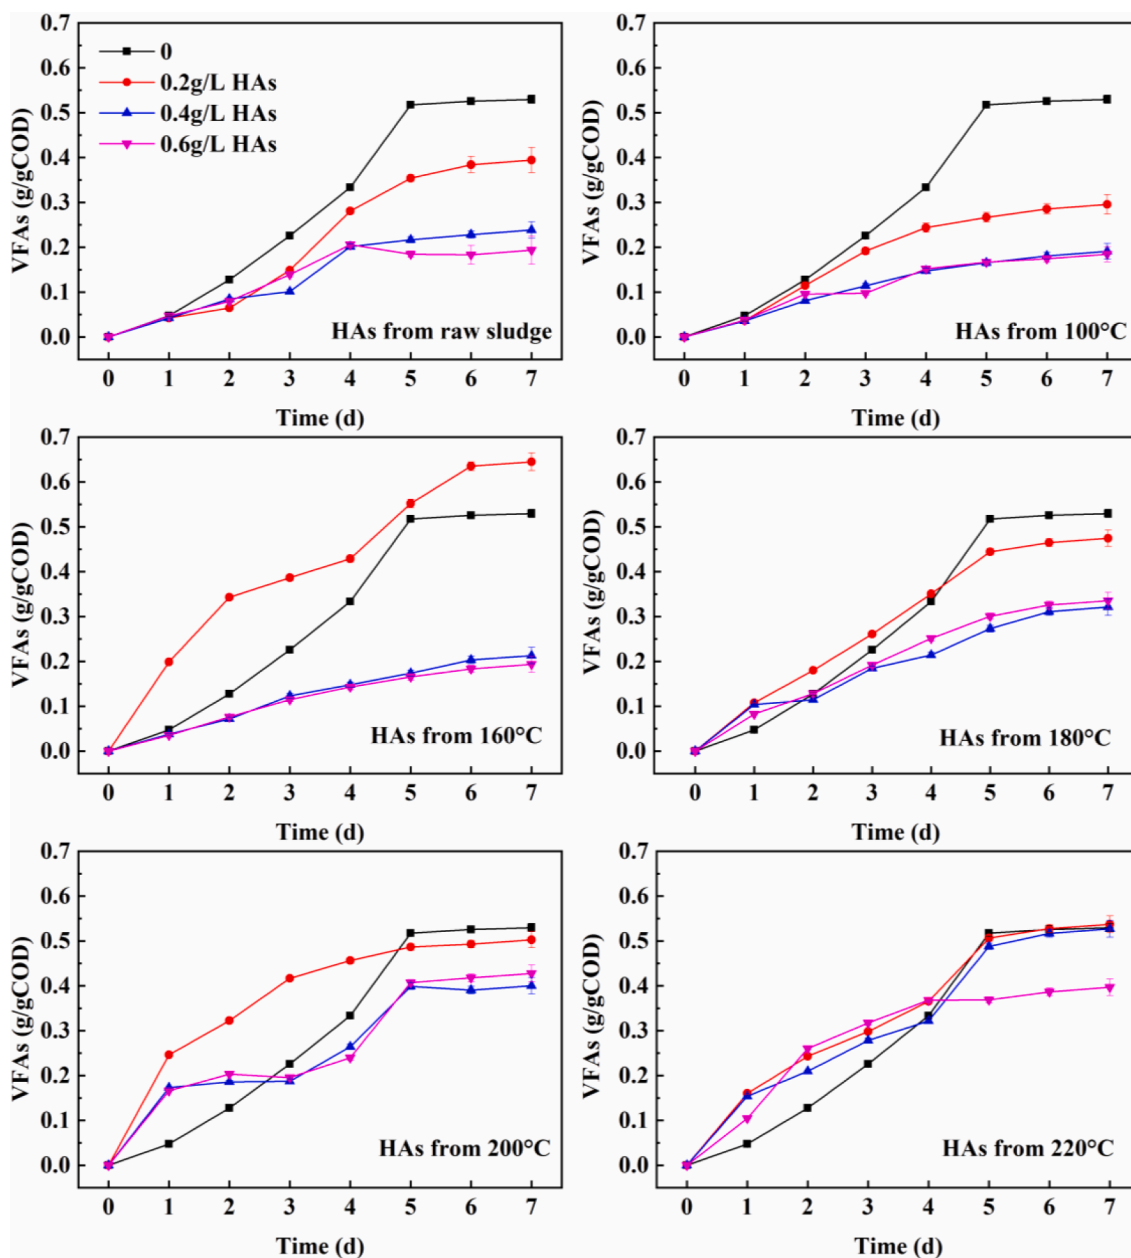 0.7
0.6
0.5
0.4
0.3
0.2
0.1
0.0
VFAs (g/gCOD)
0
0.2g/L HAs
0.4g/L HAs
0.6g/L HAs
HAs from raw sludge
0 1 2 3 4 5 6 7
Time (d)
0.7
0.6
0.5
0.4
0.3
0.2
0.1
0.0
VFAs (g/gCOD)
HAs from 100°C
0 1 2 3 4 5 6 7
Time (d)
0.7
0.6
0.5
0.4
0.3
0.2
0.1
0.0
VFAs (g/gCOD)
HAs from 160°C
0 1 2 3 4 5 6 7
Time (d)
0.7
0.6
0.5
0.4
0.3
0.2
0.1
0.0
VFAs (g/gCOD)
HAs from 180°C
0 1 2 3 4 5 6 7
Time (d)
0.7
0.6
0.5
0.4
0.3
0.2
0.1
0.0
VFAs (g/gCOD)
HAs from 200°C
0 1 2 3 4 5 6 7
Time (d)
0.7
0.6
0.5
0.4
0.3
0.2
0.1
0.0
VFAs (g/gCOD)
HAs from 220°C
0 1 2 3 4 5 6 7
Time (d)